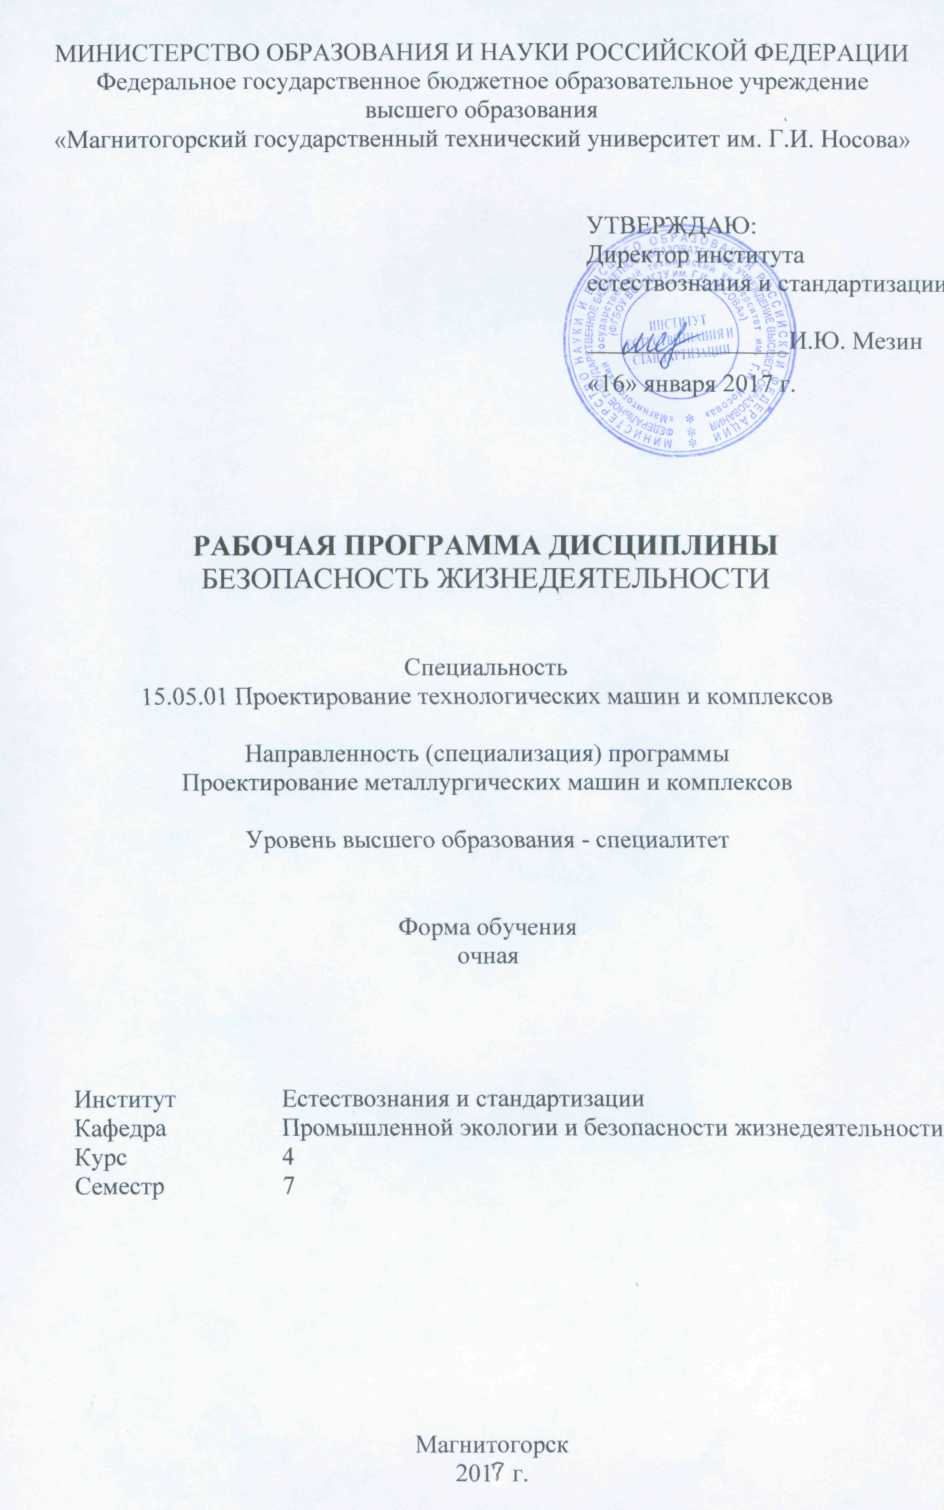 МИНИСТЕРСТВО ОБРАЗОВАНИЯ И НАУКИ РОССИЙСКОЙ ФЕДЕРАЦИИ
Федеральное государственное бюджетное образовательное учреждение
высшего образования
«Магнитогорский государственный технический университет им. Г.И. Носова»
УТВЕРЖДАЮ:
Директор института
естествознания и стандартизации
И.Ю. Мезин
«16» января 2017 г.
ИНСТИТУТ
ЕСТЕСТВОЗНАНИЯ И
СТАНДАРТИЗАЦИИ
РАБОЧАЯ ПРОГРАММА ДИСЦИПЛИНЫ
БЕЗОПАСНОСТЬ ЖИЗНЕДЕЯТЕЛЬНОСТИ
Специальность
15.05.01 Проектирование технологических машин и комплексов
Направленность (специализация) программы
Проектирование металлургических машин и комплексов
Уровень высшего образования - специалитет
Форма обучения
очная
Институт Естествознания и стандартизации
Кафедра Промышленной экологии и безопасности жизнедеятельности
Курс 4
Семестр 7
Магнитогорск
2017 г.